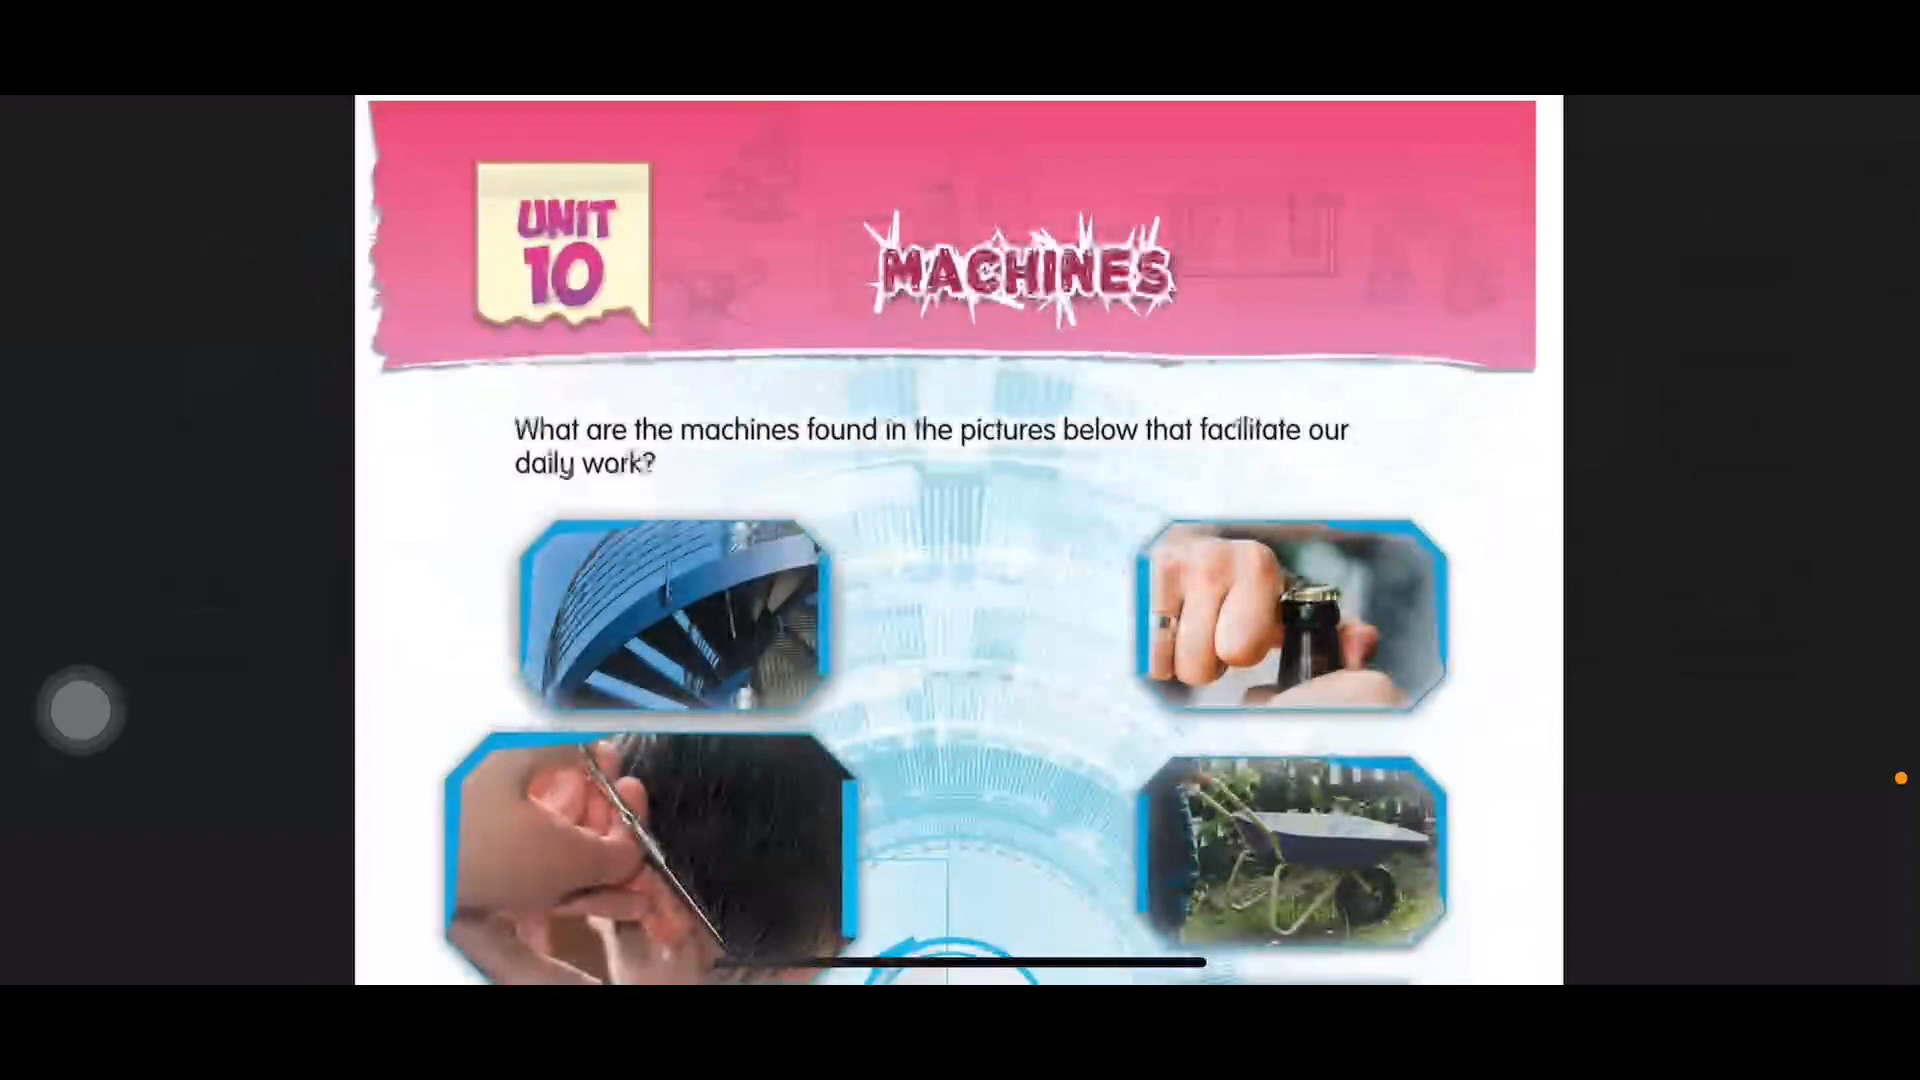 UNIT
10
MACHINES
What are the machines found in the pictures below that facilitate our
daily work?